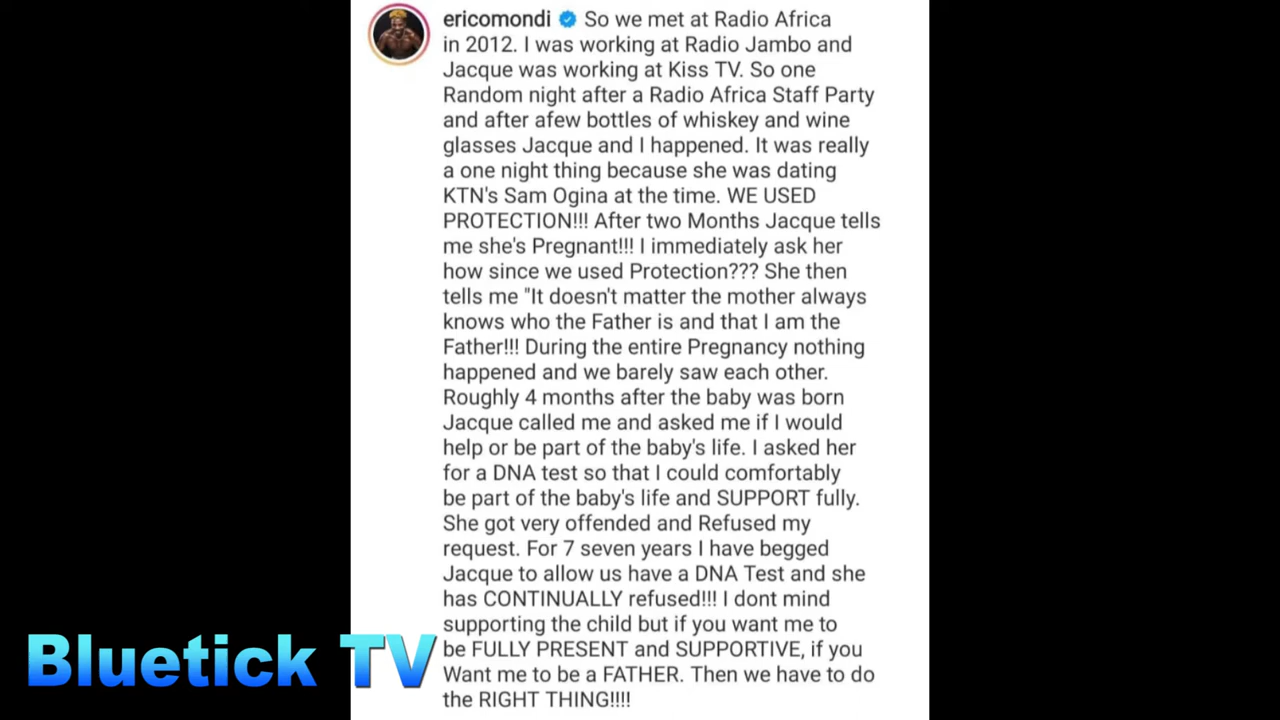 ericomondi So we met at Radio Africa
in 2012. I was working at Radio Jambo and
Jacque was working at Kiss TV. So one
Random night after a Radio Africa Staff Party
and after afew bottles of whiskey and wine
glasses Jacque and I happened. It was really
a one night thing because she was dating
KTN's Sam Ogina at the time. WE USED
PROTECTION!!! After two Months Jacque tells
me she's Pregnant!!! I immediately ask her
how since we used Protection??? She then
tells me "It doesn't matter the mother always
knows who the Father is and that I am the
Father!!! During the entire Pregnancy nothing
happened and we barely saw each other.
Roughly 4 months after the baby was born
Jacque called me and asked me if I would
help or be part of the baby's life. I asked her
for a DNA test so that I could comfortably
be part of the baby's life and SUPPORT fully.
She got very offended and Refused my
request. For 7 seven years I have begged
Jacque to allow us have a DNA Test and she
has CONTINUALLY refused!!! I dont mind
supporting the child but if you want me to
be FULLY PRESENT and SUPPORTIVE, if you
Want me to be a FATHER. Then we have to do
the RIGHT THING!!!!
Bluetick TV